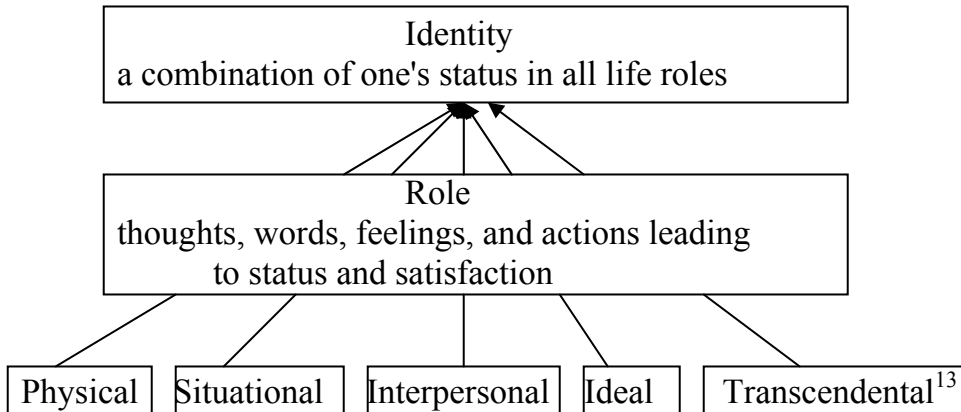 Identity
a combination of one's status in all life roles
Role
thoughts, words, feelings, and actions leading
to status and satisfaction
Physical Situational Interpersonal Ideal Transcendental¹³